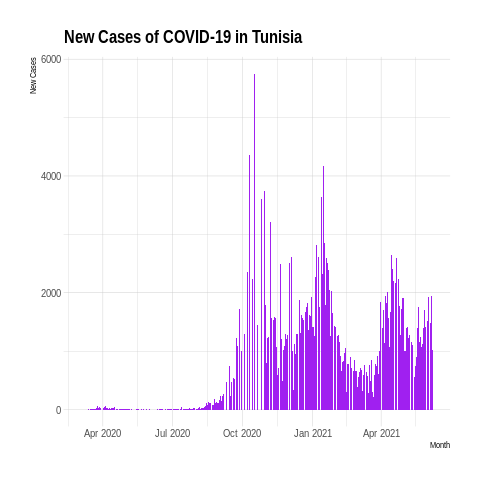 New Cases of COVID-19 in Tunisia
New Cases
6000
4000
2000
0
Apr 2020 Jul 2020 Oct 2020 Jan 2021 Apr 2021
Month